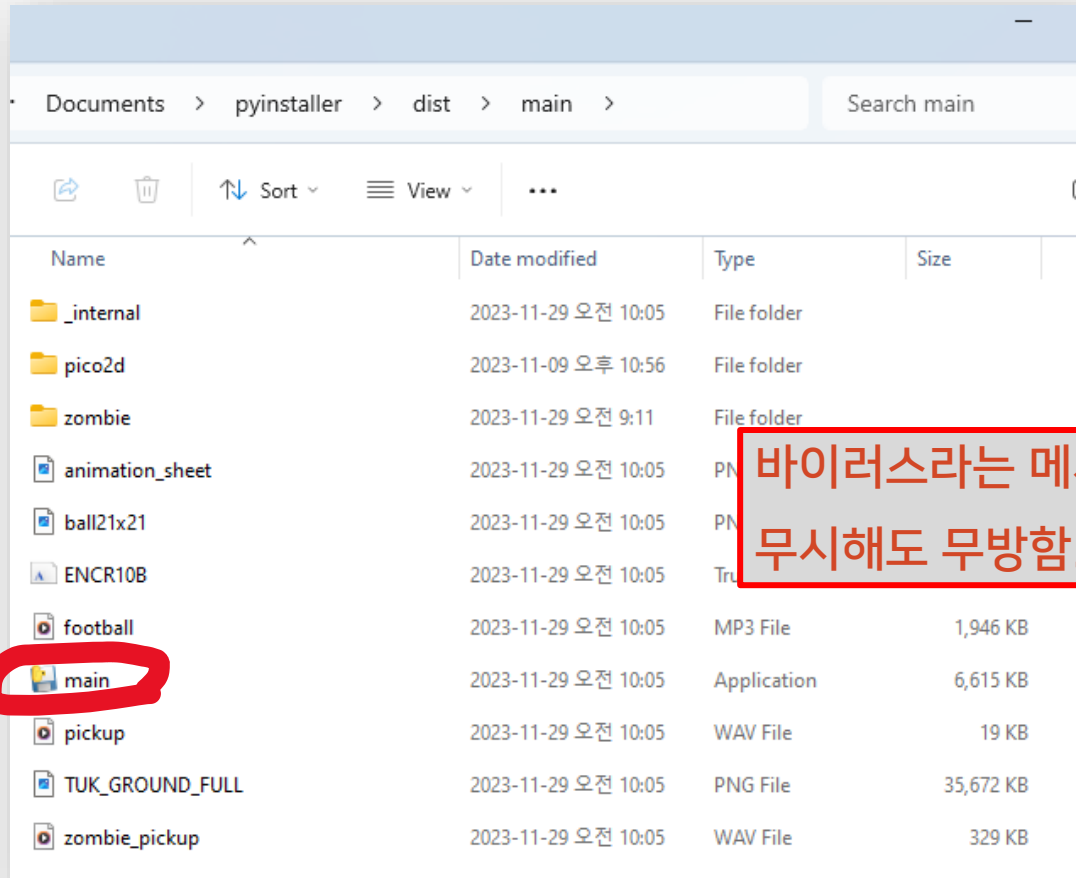 Documents > pyinstaller > dist > main >
Search main
Sort
View
Name Date modified Type Size
_internal 2023-11-29 오전 10:05 File folder
pico2d 2023-11-09 오후 10:56 File folder
zombie 2023-11-29 오전 9:11 File folder
animation_sheet 2023-11-29 오전 10:05
ball21x21 2023-11-29 오전 10:05
ENCR10B 2023-11-29 오전 10:05
바이러스라는
무시해도 무방함
football 2023-11-29 오전 10:05 MP3 File 1,946 KB
main 2023-11-29 오전 10:05 Application 6,615 KB
pickup 2023-11-29 오전 10:05 WAV File 19 KB
TUK_GROUND_FULL 2023-11-29 오전 10:05 PNG File 35,672 KB
zombie_pickup 2023-11-29 오전 10:05 WAV File 329 KB